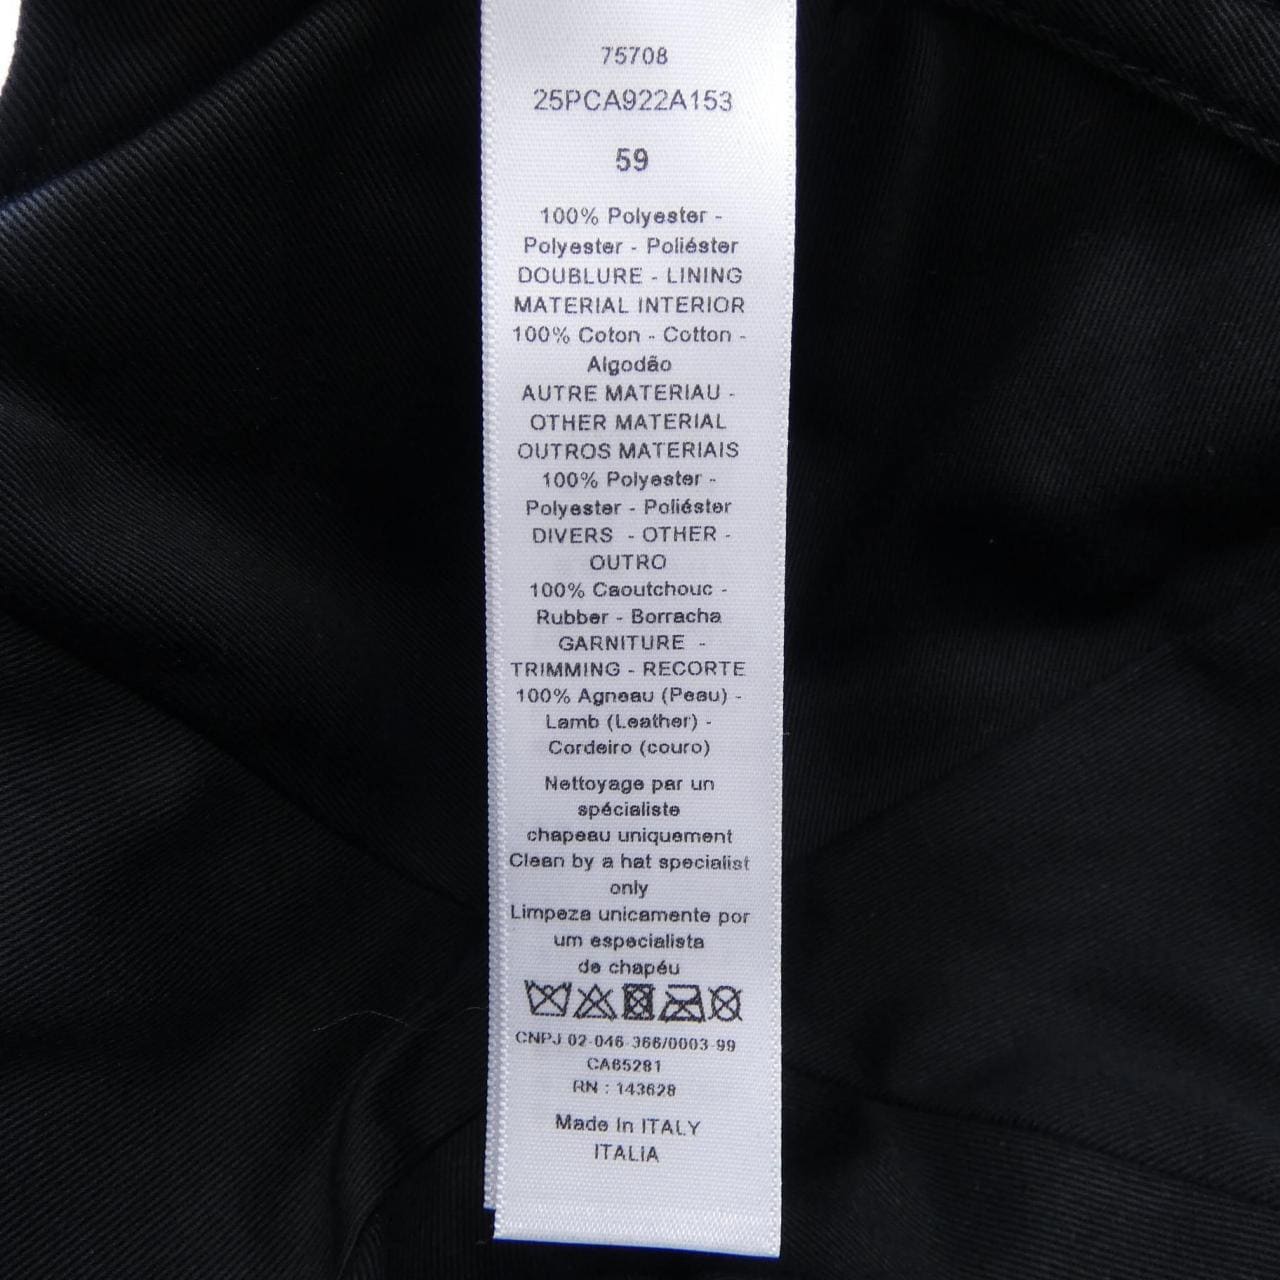 75708
25PCA922A153
59
100% Polyester -
Polyester - Poliéster
DOUBLURE - LINING
MATERIAL INTERIOR
100% Coton - Cotton -
Algodão
AUTRE MATERIAU -
OTHER MATERIAL
OUTROS MATERIAIS
100% Polyester -
Polyester - Poliéster
DIVERS - OTHER -
OUTRO
100% Caoutchouc -
Rubber - Borracha
GARNITURE -
TRIMMING - RECORTE
100% Agneau (Peau) -
Lamb (Leather) -
Cordeiro (couro)
Nettoyage par un
spécialiste
chapeau uniquement
Clean by a hat specialist
only
Limpeza unicamente por
um especialista
de chapéu
CNPJ 02-046-366/0003-99
CA65281
RN : 143628
Made In ITALY
ITALIA